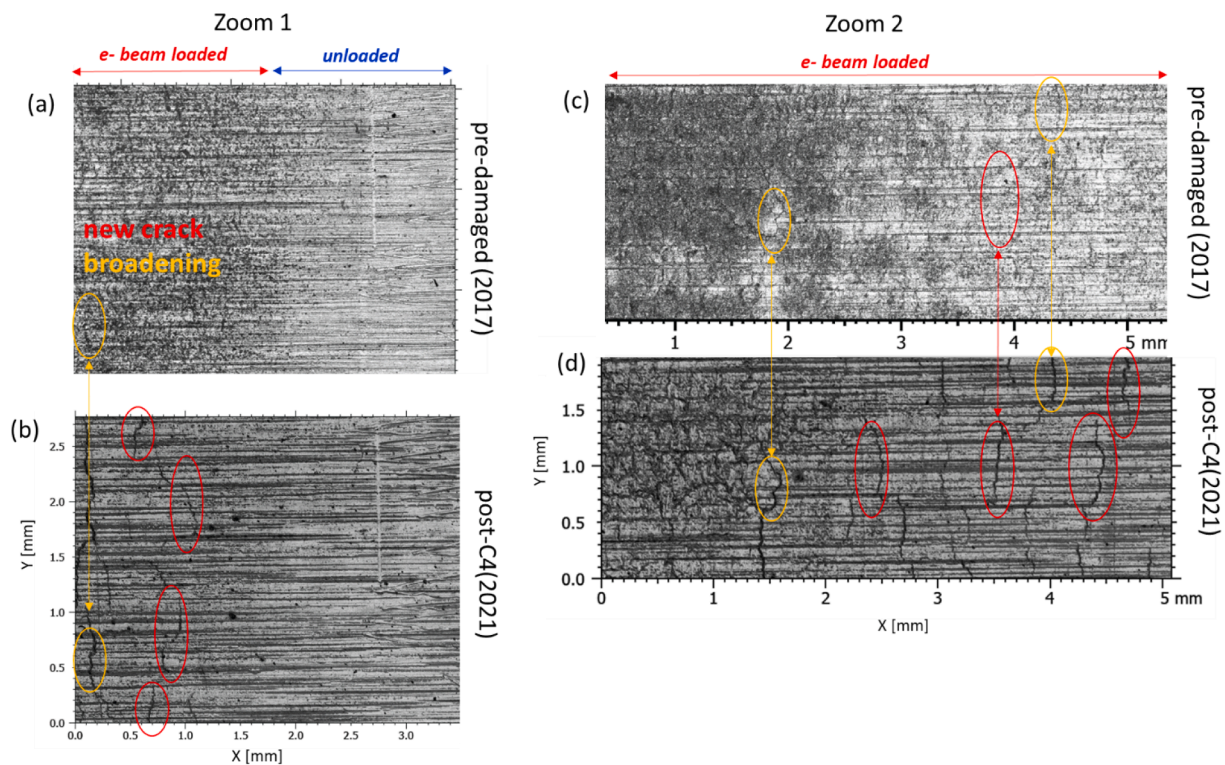 Zoom 1
Zoom 2
e- beam loaded
unloaded
e- beam loaded
(a)
new crack
broadening
pre-damaged (2017)
(c)
1 2 3 4 5 mm
pre-damaged (2017)
(b)
2.5
2.0
1.5
1.0
0.5
0.0
Y [mm]
0.0 0.5 1.0 1.5 2.0 2.5 3.0
X [mm]
post-C4(2021)
(d)
1.5
1.0
0.5
0.0
Y [mm]
0 1 2 3 4 5 mm
X [mm]
post-C4(2021)